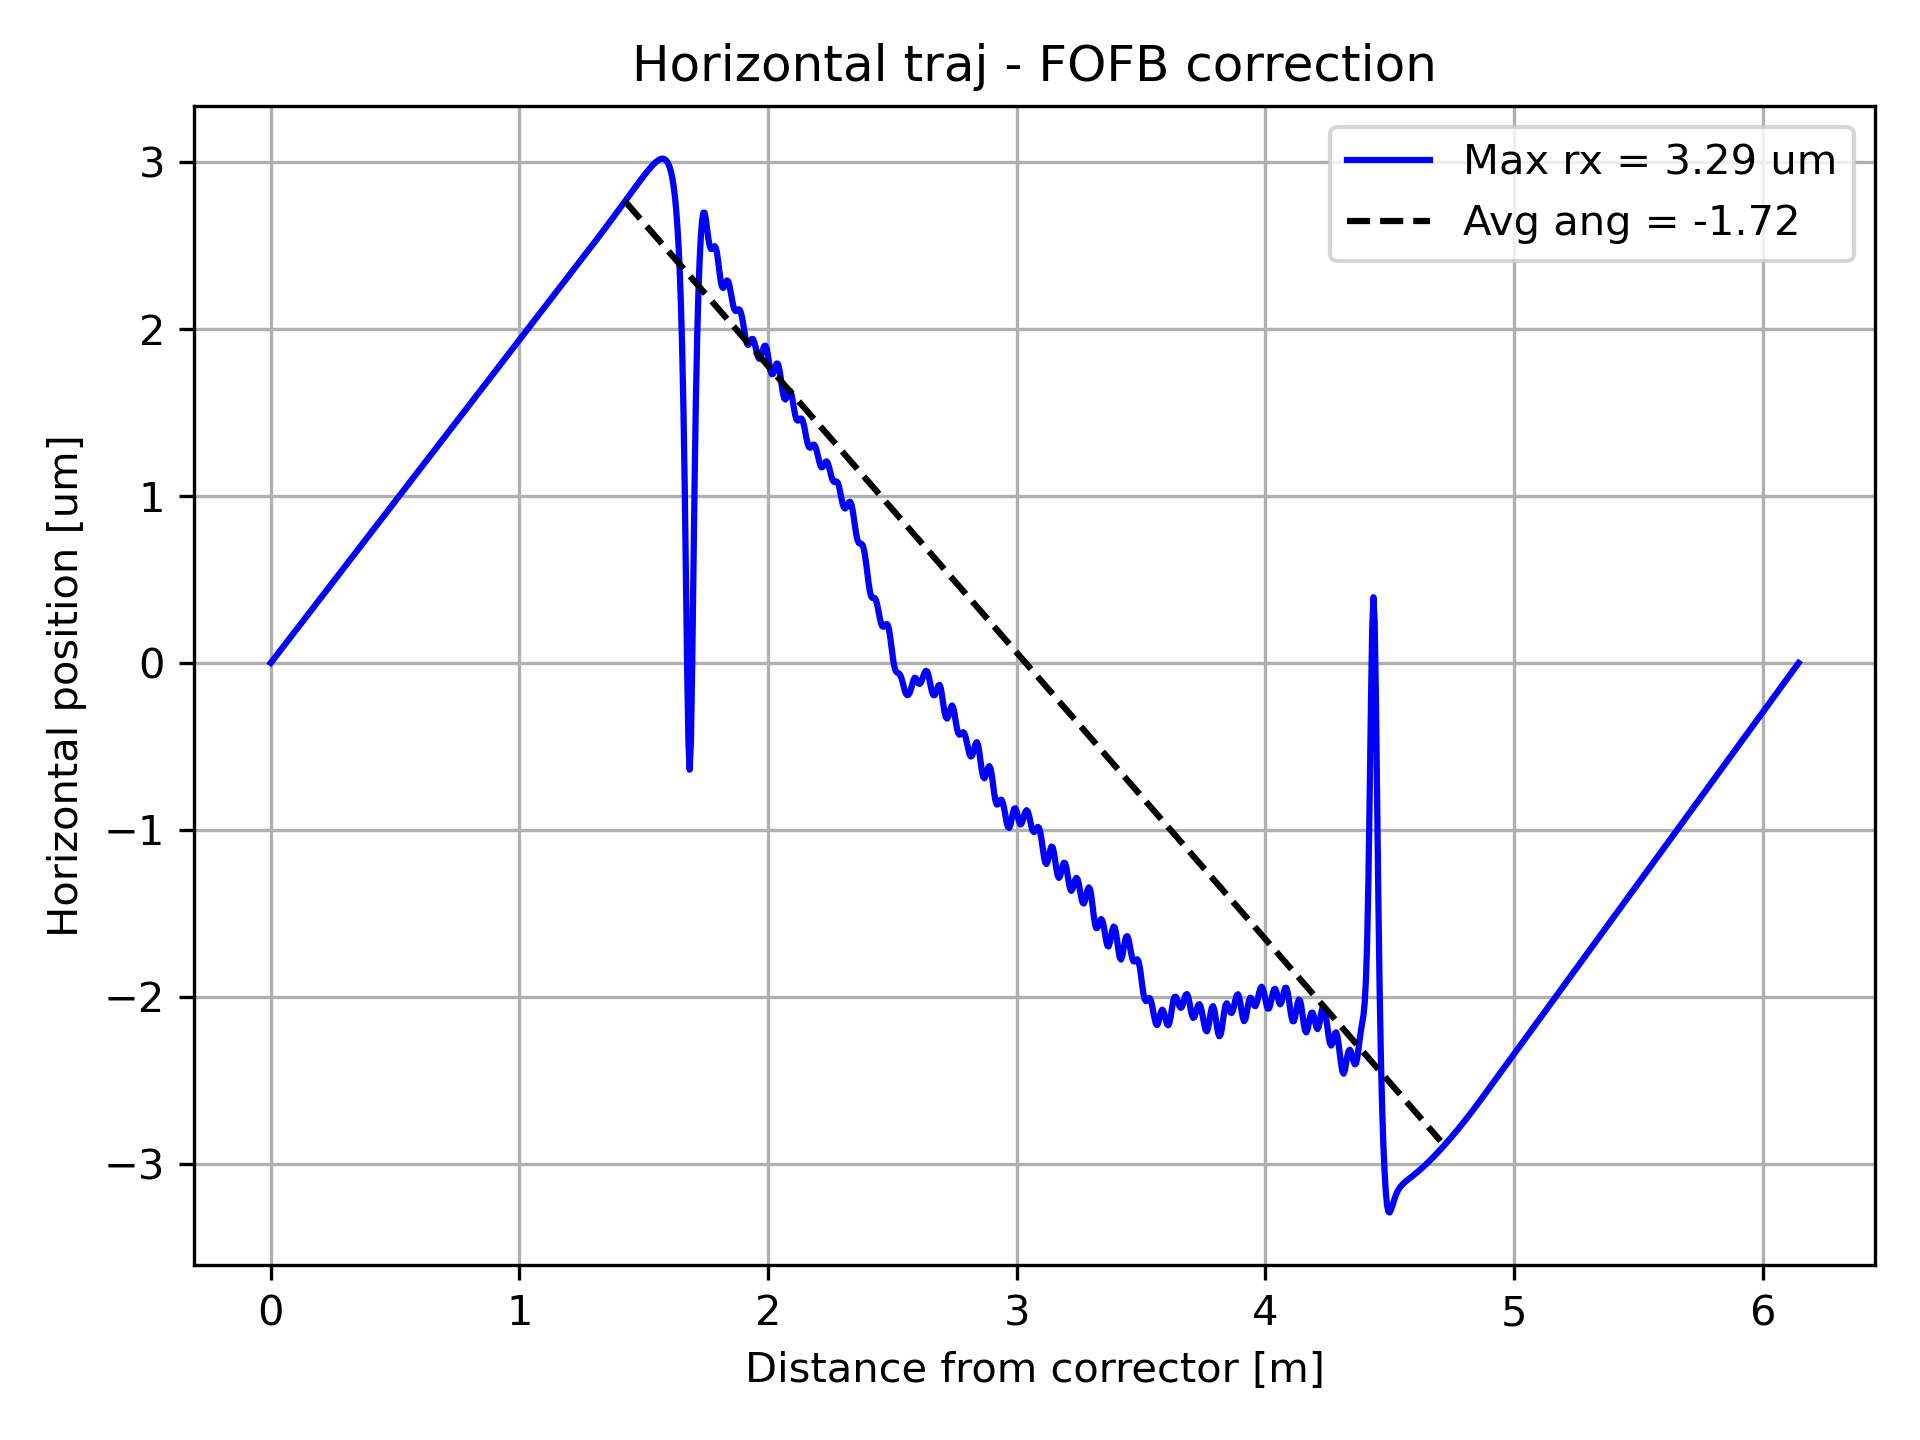 Horizontal traj - FOFB correction
Max rx = 3.29 um
Avg ang = -1.72
Horizontal position [um]
3
2
1
0
−1
−2
−3
0 1 2 3 4 5 6
Distance from corrector [m]